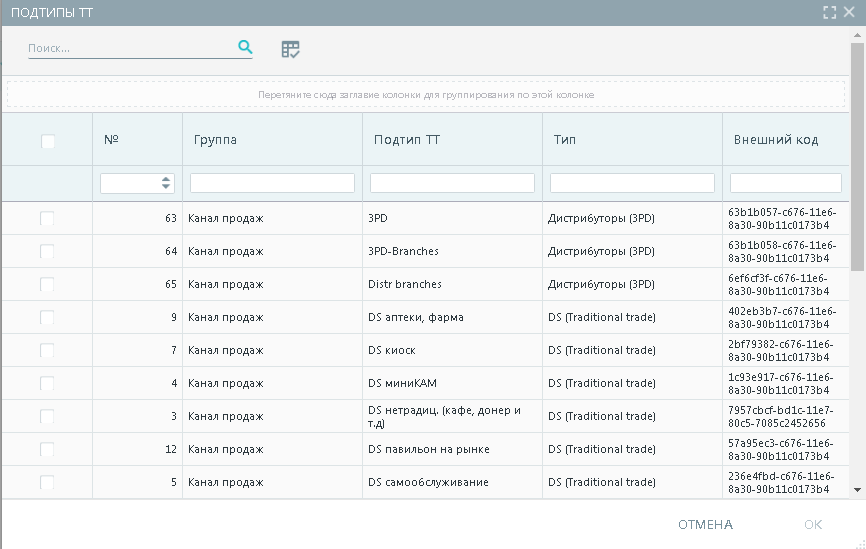 ПОДТИПЫ ТТ
Поиск...
Перетяните сюда заглавие колонки для группирования по этой колонке
№ Группа Подтип ТТ Тип Внешний код
63 Канал продаж 3PD Дистрибуторы (3PD) 63b1b057-c676-11e6-
8a30-90b11c0173b4
64 Канал продаж 3PD-Branches Дистрибуторы (3PD) 63b1b058-c676-11e6-
8a30-90b11c0173b4
65 Канал продаж Distr branches Дистрибуторы (3PD) 6ef6cf3f-c676-11e6-
8a30-90b11c0173b4
9 Канал продаж DS аптеки, фарма DS (Traditional trade) 402eb3b7-c676-11e6-
8a30-90b11c0173b4
7 Канал продаж DS киоск DS (Traditional trade) 2bf79382-c676-11e6-
8a30-90b11c0173b4
4 Канал продаж DS миниКАМ DS (Traditional trade) 1c93e917-c676-11e6-
8a30-90b11c0173b4
3 Канал продаж DS нетрадиц. (кафе, донер и DS (Traditional trade) 7957cbcf-bd1c-11e7-
т.д) 80c5-7085c2452656
12 Канал продаж DS павильон на рынке DS (Traditional trade) 57a95ec3-c676-11e6-
8a30-90b11c0173b4
5 Канал продаж DS самообслуживание DS (Traditional trade) 236e4fbd-c676-11e6-
8a30-90b11c0173b4
ОТМЕНА ОК